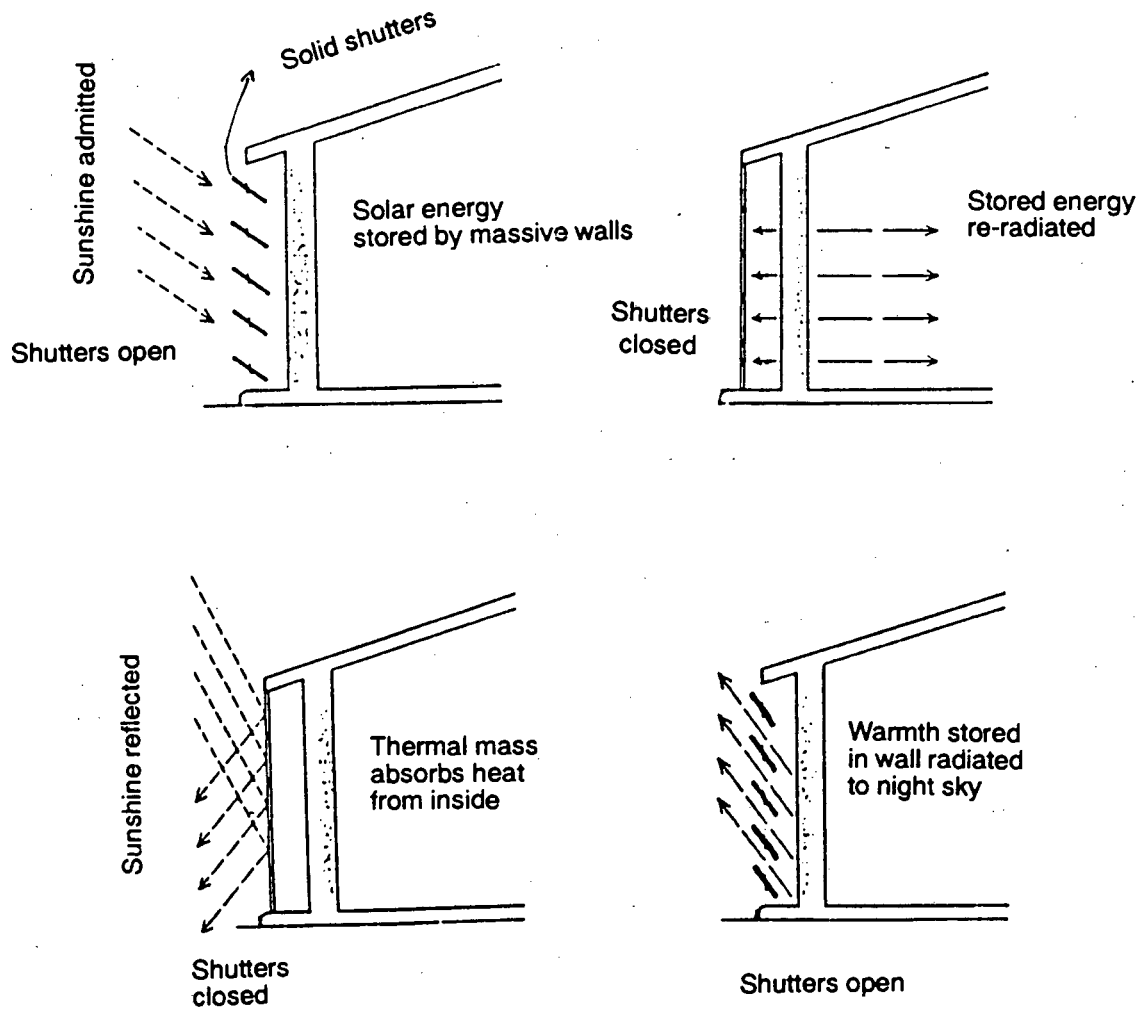 Solid shutters
Sunshine admitted
Solar energy
stored by massive walls
Shutters open
Stored energy
re-radiated
Shutters
closed
Sunshine reflected
Thermal mass
absorbs heat
from inside
Shutters
closed
Warmth stored
in wall radiated
to night sky
Shutters open